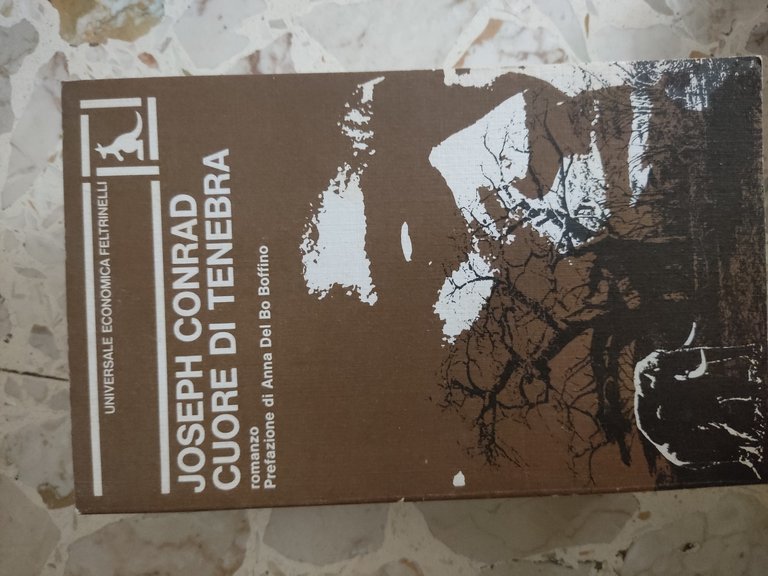 UNIVERSALE ECONOMICA FELTRINELLI
JOSEPH CONRAD
CUORE DI TENEBRA
romanzo
Prefazione di Anna Del Bo Boffino